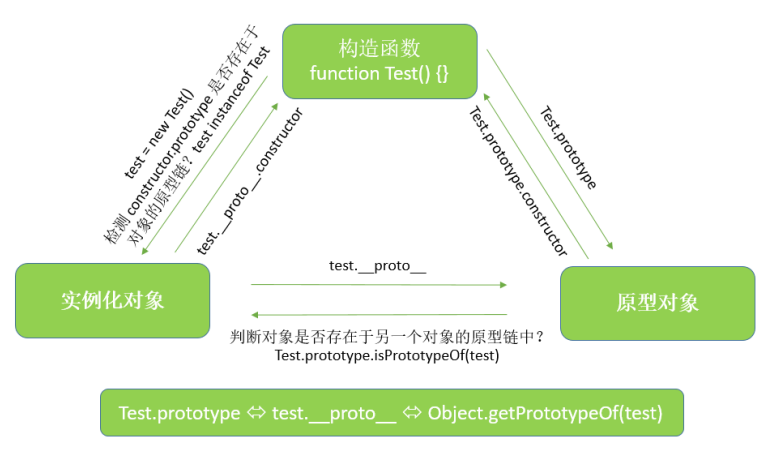 构造函数
function Test() {}
test = new Test()
检测 constructor.prototype 是否存在于
对象的原型链？test instanceof Test
test.__proto__.constructor
Test.prototype
Test.prototype.constructor
实例化对象
test.__proto__
原型对象
判断对象是否存在于另一个对象的原型链中？
Test.prototype.isPrototypeOf(test)
Test.prototype ⇔ test.__proto__ ⇔ Object.getPrototypeOf(test)